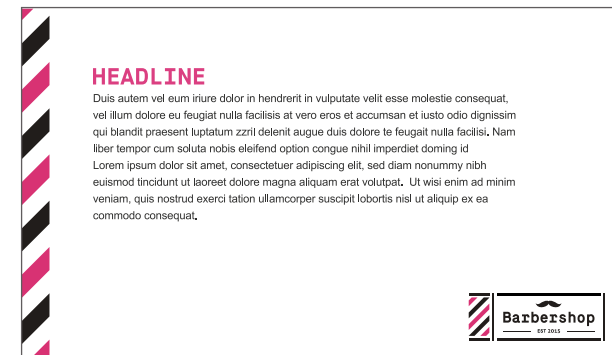 HEADLINE
Duis autem vel eum iriure dolor in hendrerit in vulputate velit esse molestie consequat,
vel illum dolore eu feugiat nulla facilisis at vero eros et accumsan et iusto odio dignissim
qui blandit praesent luptatum zzril delenit augue duis dolore te feugait nulla facilisi. Nam
liber tempor cum soluta nobis eleifend option congue nihil imperdiet doming id
Lorem ipsum dolor sit amet, consectetuer adipiscing elit, sed diam nonummy nibh
euismod tincidunt ut laoreet dolore magna aliquam erat volutpat.  Ut wisi enim ad minim
veniam, quis nostrud exerci tation ullamcorper suscipit lobortis nisl ut aliquip ex ea
commodo consequat.
Barbershop
EST 2015